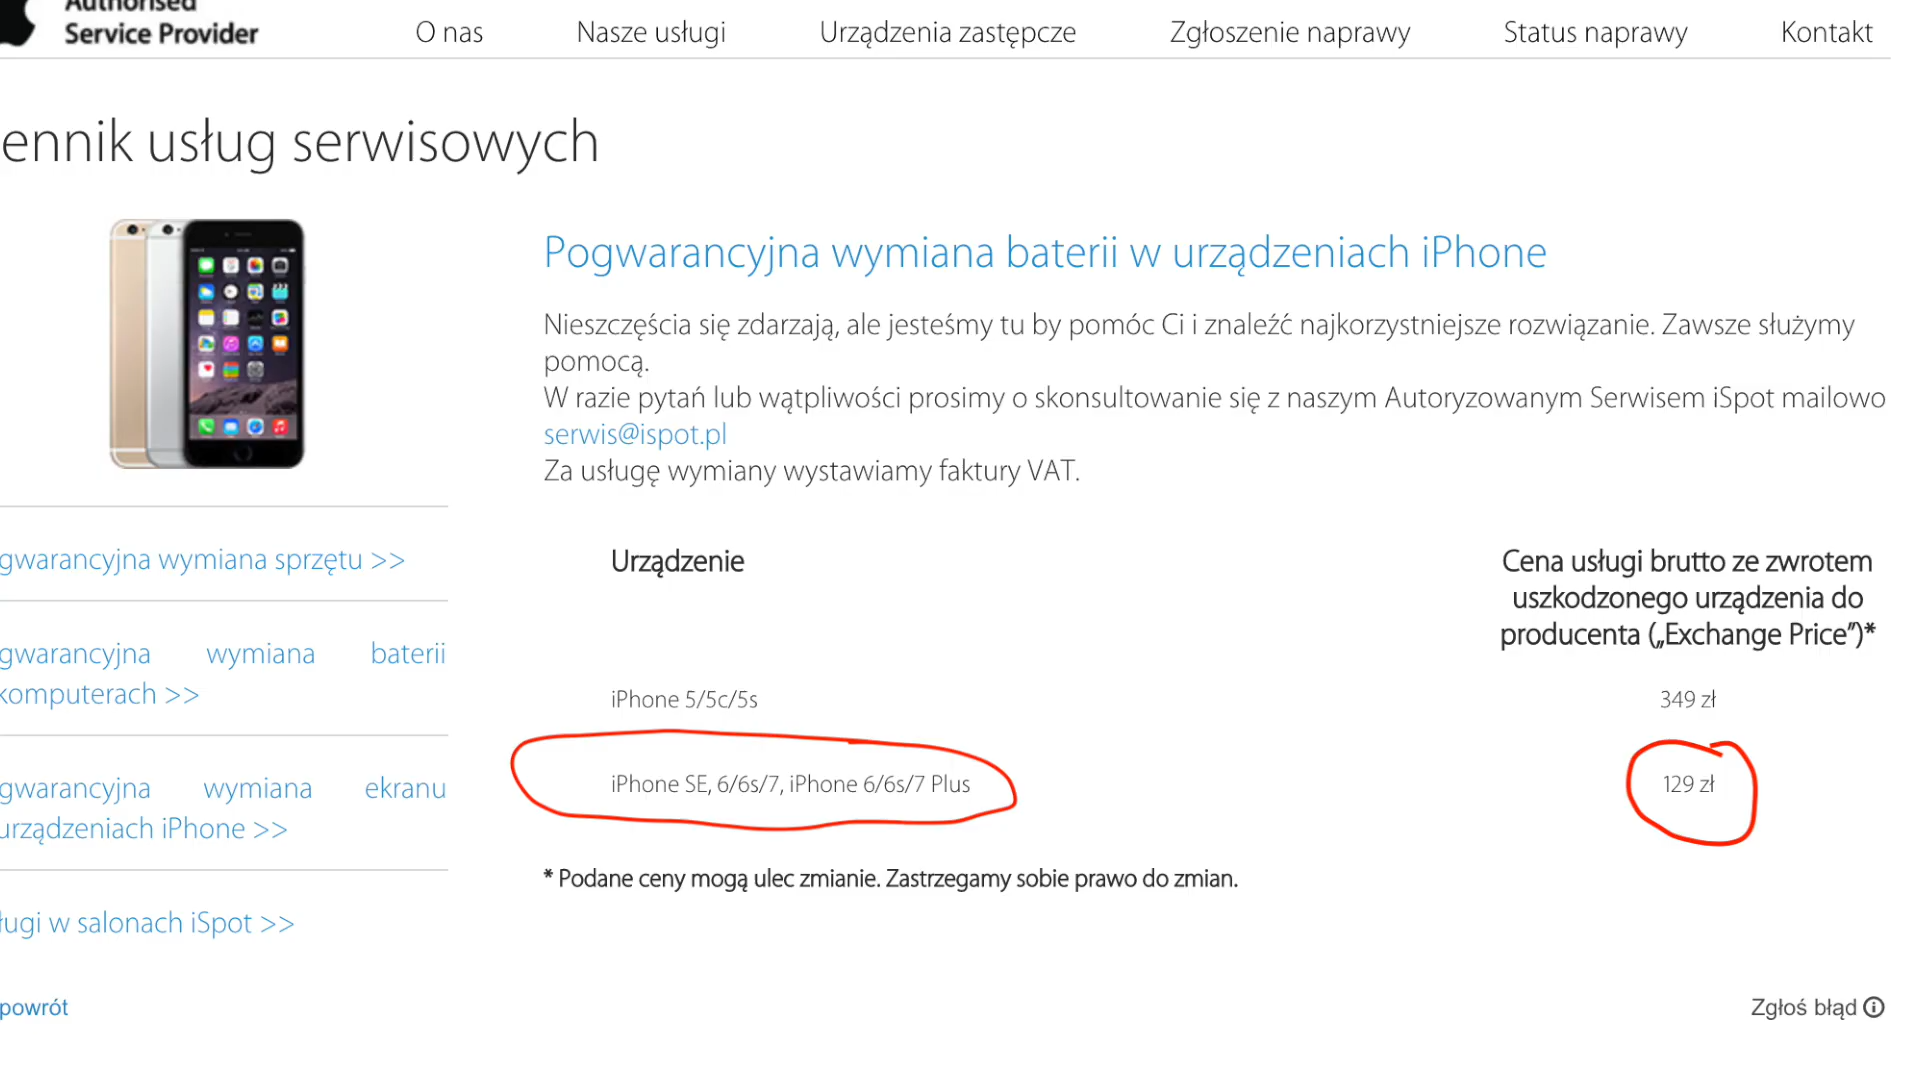 Authorised
Service Provider
O nas
Nasze usługi
Urządzenia zastępcze
Zgłoszenie naprawy
Status naprawy
Kontakt
ennik usług serwisowych
Pogwarancyjna wymiana baterii w urządzeniach iPhone
Nieszczęścia się zdarzają, ale jesteśmy tu by pomóc Ci i znaleźć najkorzystniejsze rozwiązanie. Zawsze służymy
pomocą.
W razie pytań lub wątpliwości prosimy o skonsultowanie się z naszym Autoryzowanym Serwisem iSpot mailowo
serwis@ispot.pl
Za usługę wymiany wystawiamy faktury VAT.
gwarancyjna wymiana sprzętu >>
gwarancyjna wymiana baterii
komputerach >>
gwarancyjna wymiana ekranu
urządzeniach iPhone >>
ługi w salonach iSpot >>
powrót
Urządzenie
Cena usługi brutto ze zwrotem
uszkodzonego urządzenia do
producenta („Exchange Price”)*
iPhone 5/5c/5s
349 zł
iPhone SE, 6/6s/7, iPhone 6/6s/7 Plus
129 zł
* Podane ceny mogą ulec zmianie. Zastrzegamy sobie prawo do zmian.
Zgłoś błąd